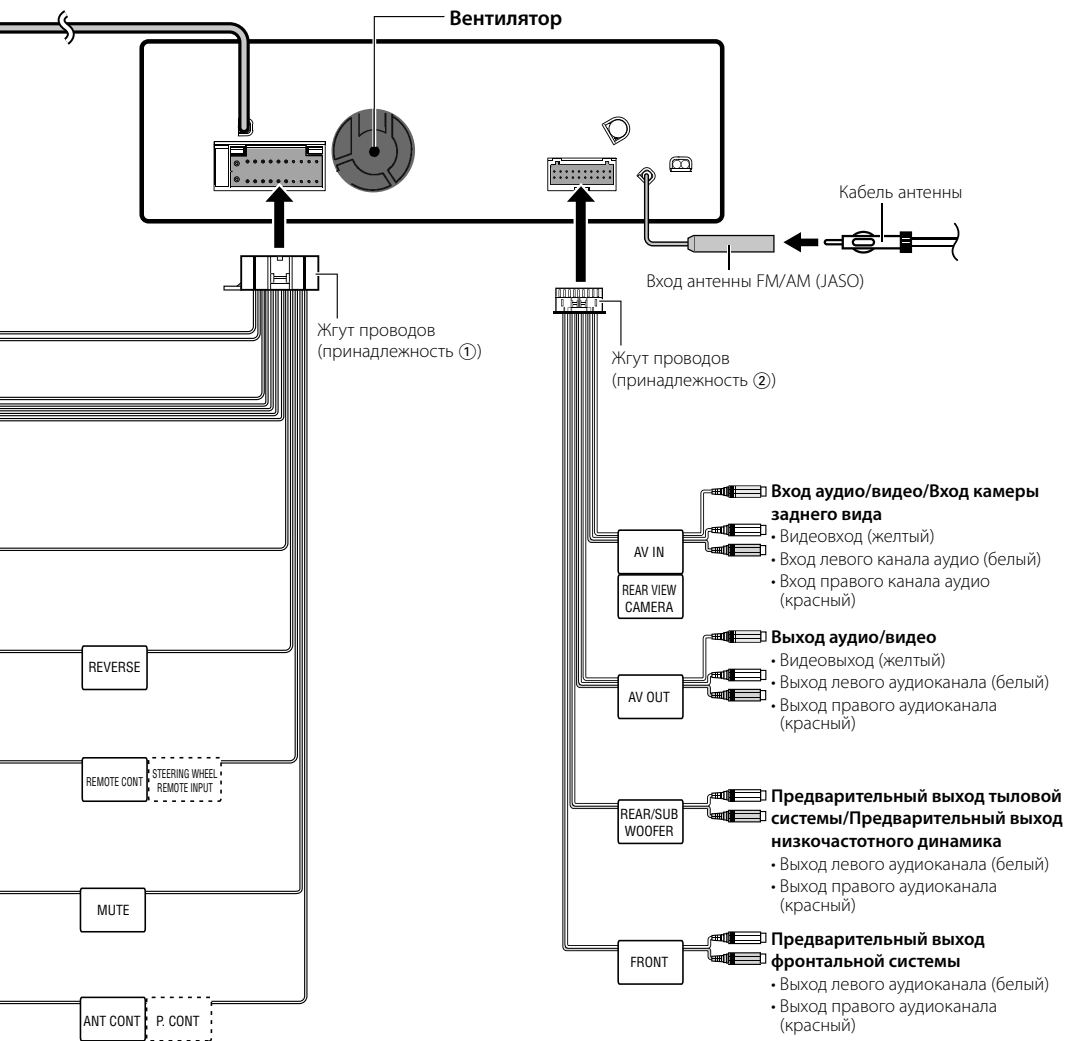 Вентилятор
Кабель антенны
Вход антенны FM/AM (JASO)
Жгут проводов
(принадлежность ①)
Жгут проводов
(принадлежность ②)
AV IN
REAR VIEW
CAMERA
Вход аудио/видео/Вход камеры
заднего вида
• Видеовход (желтый)
• Вход левого канала аудио (белый)
• Вход правого канала аудио
(красный)
REVERSE
AV OUT
Выход аудио/видео
• Видеовыход (желтый)
• Выход левого аудиоканала (белый)
• Выход правого аудиоканала
(красный)
REMOTE CONT
STEERING WHEEL
REMOTE INPUT
REAR/SUB
WOOFER
Предварительный выход тыловой
системы/Предварительный выход
низкочастотного динамика
• Выход левого аудиоканала (белый)
• Выход правого аудиоканала
(красный)
MUTE
FRONT
Предварительный выход
фронтальной системы
• Выход левого аудиоканала (белый)
• Выход правого аудиоканала
(красный)
ANT CONT
P. CONT